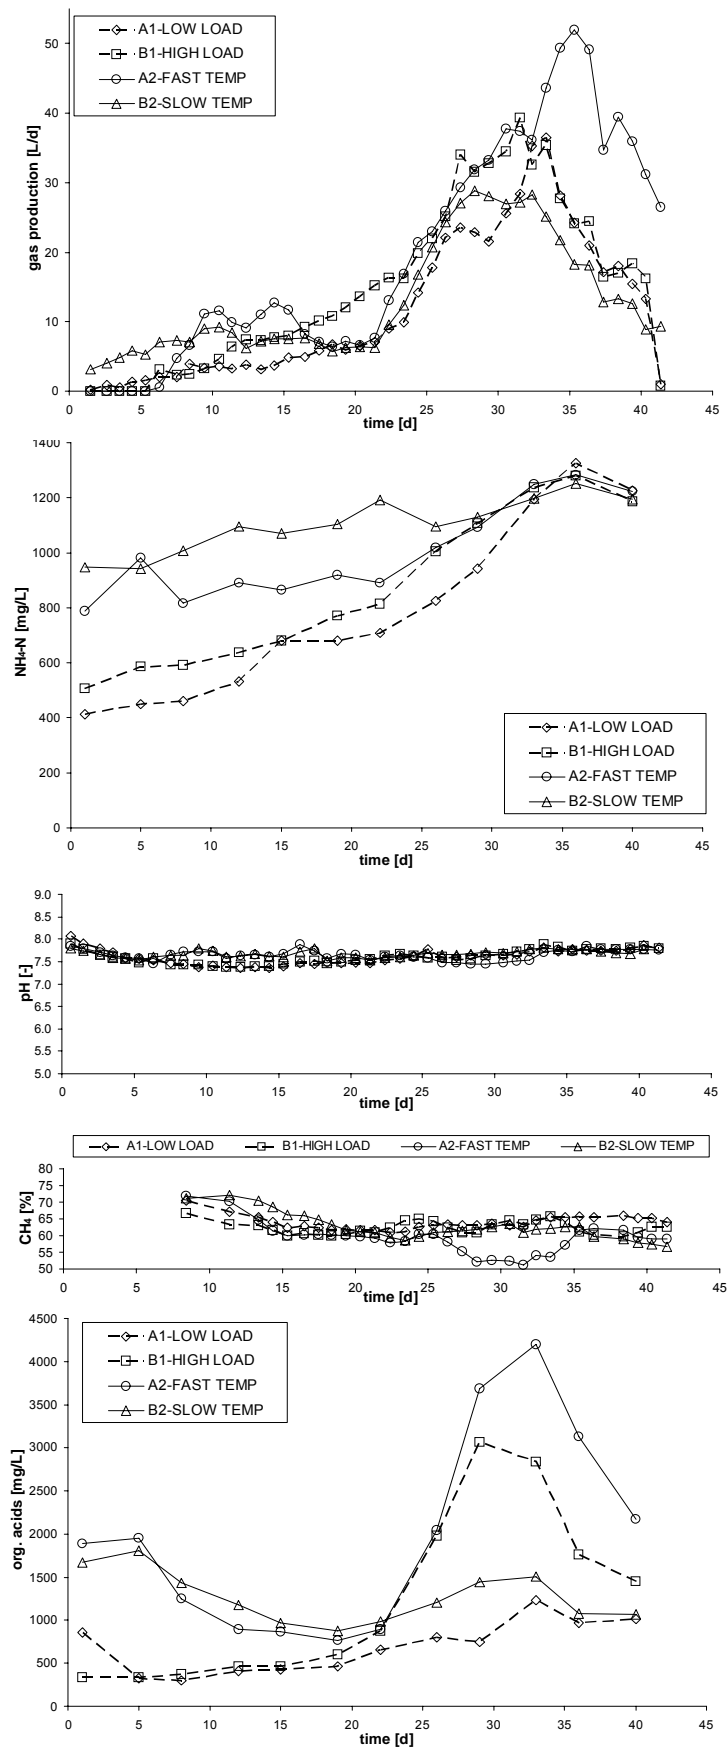 A1-LOW LOAD
B1-HIGH LOAD
A2-FAST TEMP
B2-SLOW TEMP
gas production [L/d]
50
40
30
20
10
0
0 5 10 15 20 25 30 35 40 45
time [d]
1400
1200
1000
800
600
400
200
0
NH4-N [mg/L]
A1-LOW LOAD
B1-HIGH LOAD
A2-FAST TEMP
B2-SLOW TEMP
0 5 10 15 20 25 30 35 40 45
time [d]
9.0
8.5
8.0
7.5
7.0
6.5
6.0
5.5
5.0
pH [-]
0 5 10 15 20 25 30 35 40 45
time [d]
A1-LOW LOAD B1-HIGH LOAD A2-FAST TEMP B2-SLOW TEMP
80
75
70
65
60
55
50
CH4 [%]
0 5 10 15 20 25 30 35 40 45
time [d]
A1-LOW LOAD
B1-HIGH LOAD
A2-FAST TEMP
B2-SLOW TEMP
4500
4000
3500
3000
2500
2000
1500
1000
500
0
org. acids [mg/L]
0 5 10 15 20 25 30 35 40 45
time [d]